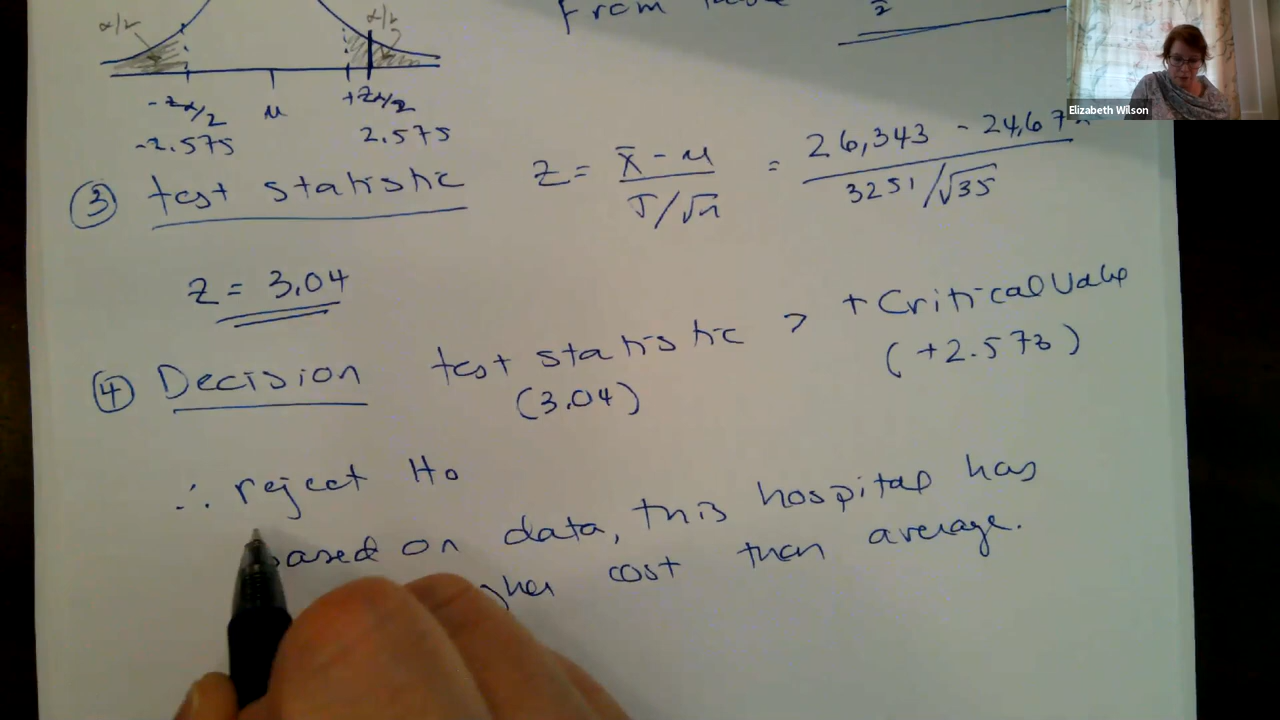 From
α/2
α/2
2
Elizabeth Wilson
-zα/2
μ
+zα/2
-2.575
2.575
③ test statistic
z = x̄ - μ / σ/√n = 26,343 - 24,67 / 3251/√35
z = 3.04
④ Decision test statistic > + Critical Value
(3.04) (+2.575)
∴ reject Ho
based on data, this hospital has
cost than average.